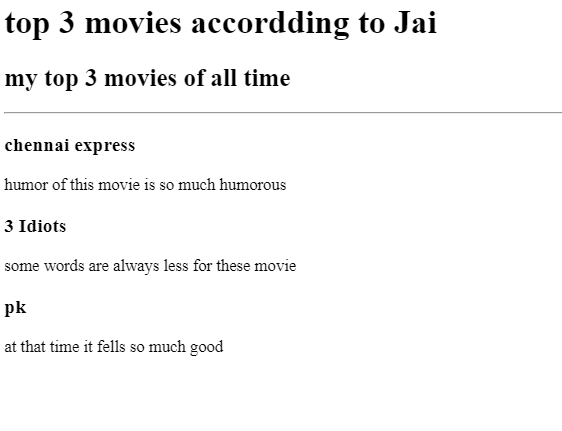 top 3 movies accordding to Jai
my top 3 movies of all time
chennai express
humor of this movie is so much humorous
3 Idiots
some words are always less for these movie
pk
at that time it fells so much good